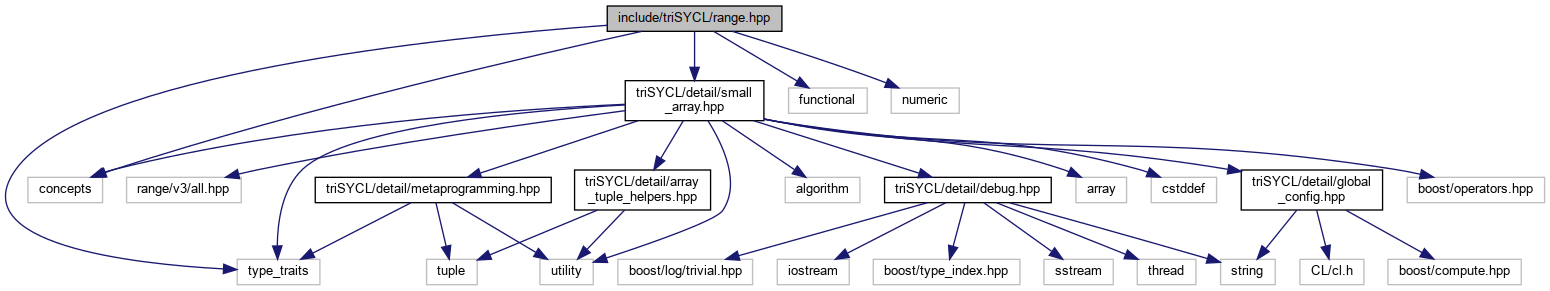 include/triSYCL/range.hpp
triSYCL/detail/small
_array.hpp
functional
numeric
concepts
range/v3/all.hpp
triSYCL/detail/metaprogramming.hpp
triSYCL/detail/array
_tuple_helpers.hpp
algorithm
triSYCL/detail/debug.hpp
array
cstddef
triSYCL/detail/global
_config.hpp
boost/operators.hpp
type_traits
tuple
utility
boost/log/trivial.hpp
iostream
boost/type_index.hpp
sstream
thread
string
CL/cl.h
boost/compute.hpp